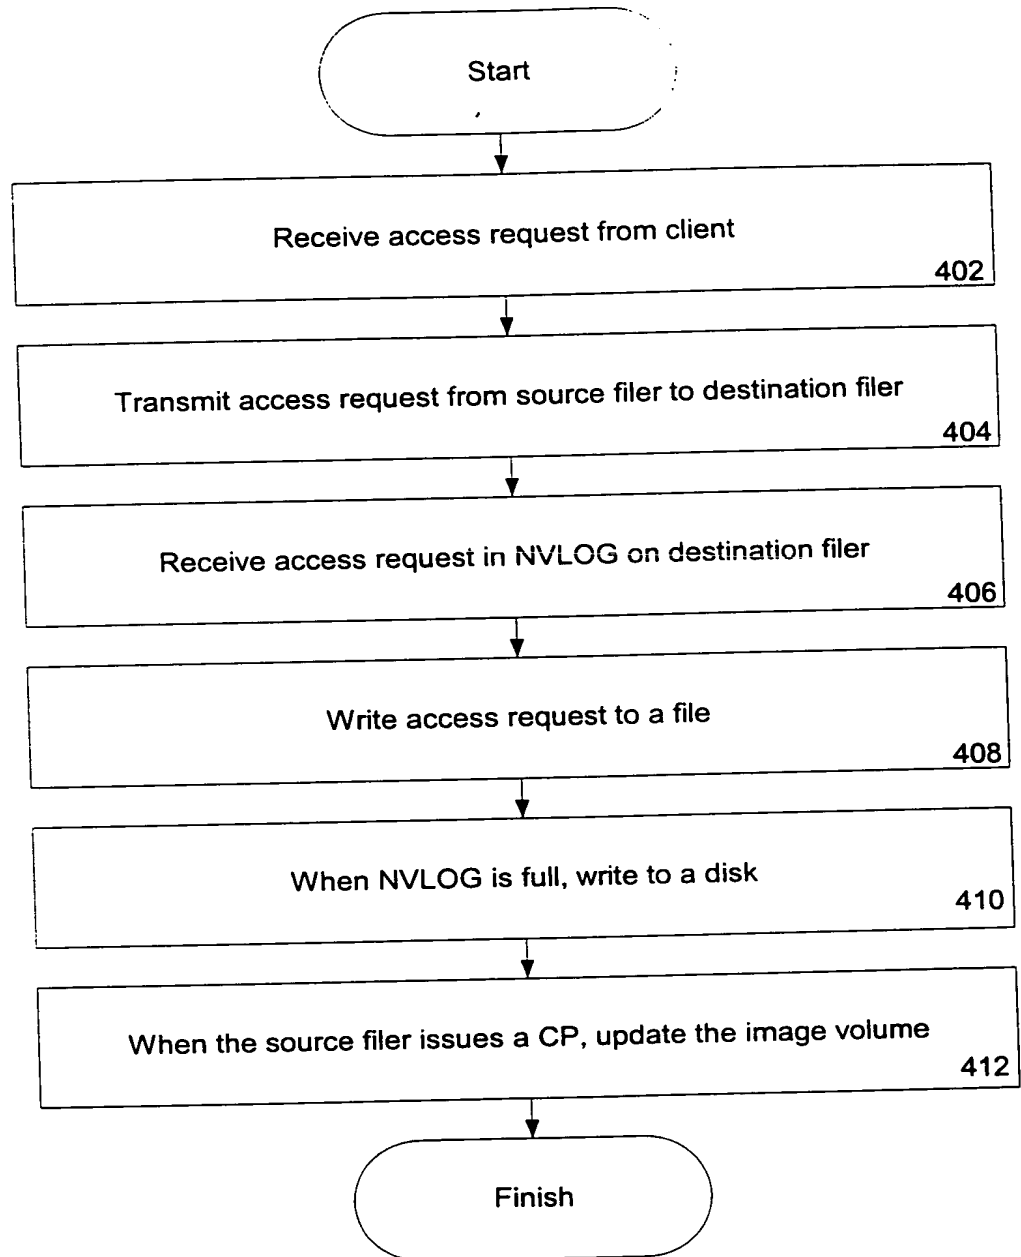 Start
Receive access request from client
402
Transmit access request from source filer to destination filer
404
Receive access request in NVLOG on destination filer
406
Write access request to a file
408
When NVLOG is full, write to a disk
410
When the source filer issues a CP, update the image volume
412
Finish